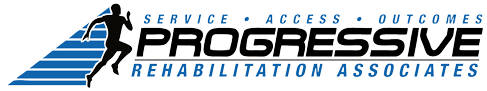 SERVICE • ACCESS • OUTCOMES
PROGRESSIVE
REHABILITATION ASSOCIATES